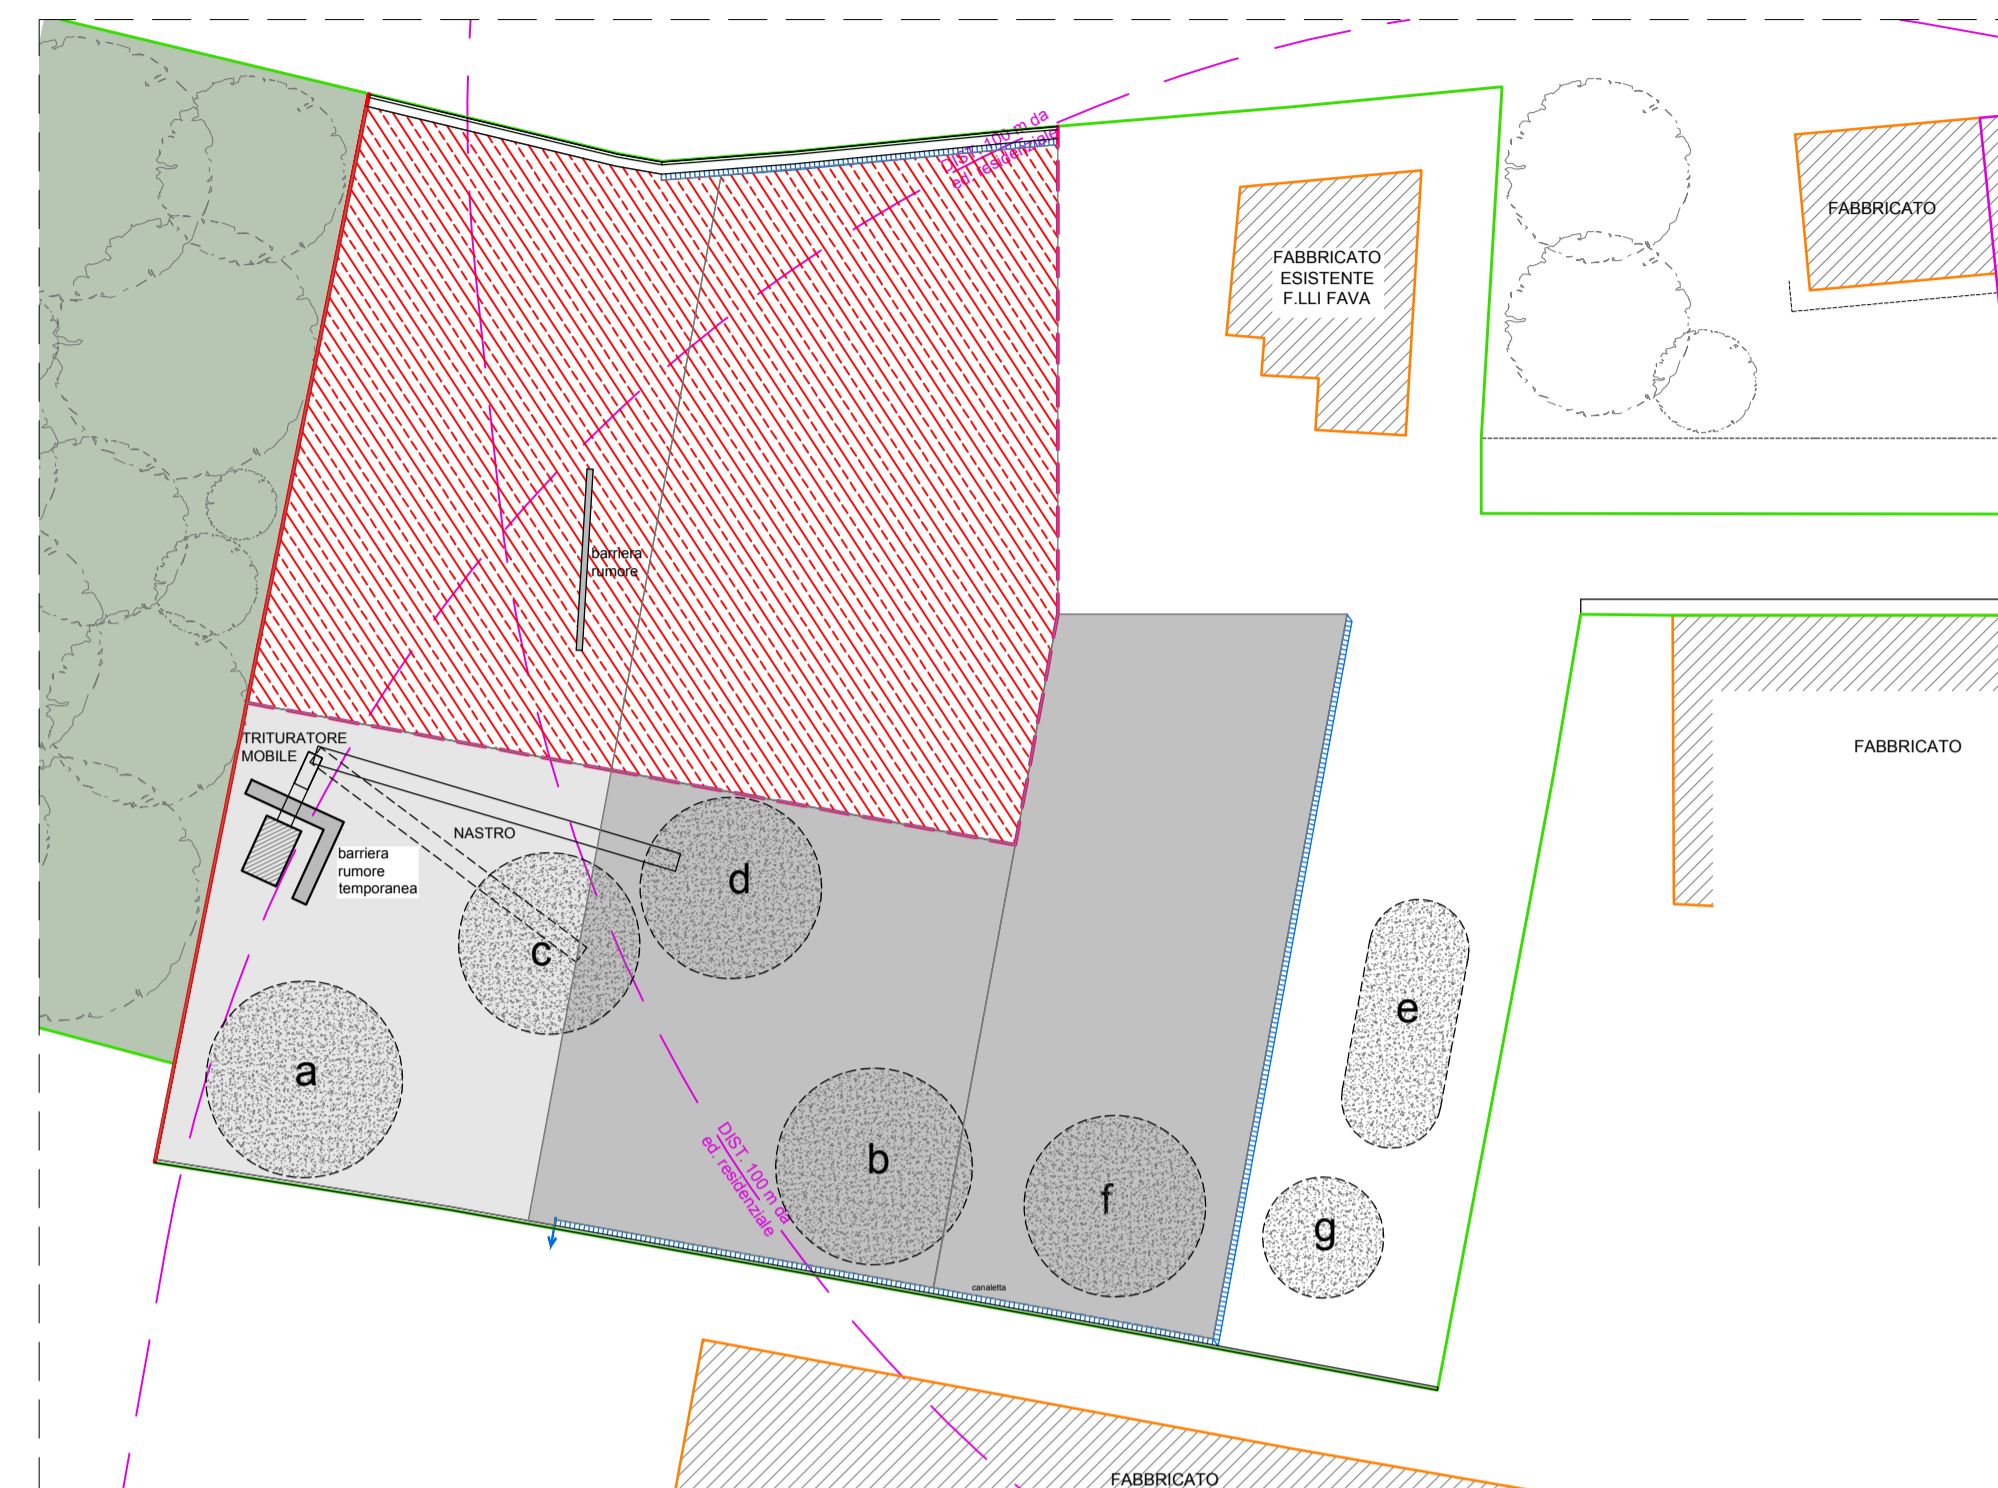 DIST. 100 m da
ed. residenziale
FABBRICATO
FABBRICATO
ESISTENTE
F.LLI FAVA
barriera
rumore
TRITURATORE
MOBILE
FABBRICATO
NASTRO
barriera
rumore
temporanea
d
c
e
a
b
f
g
DIST. 100 m da
ed. residenziale
canaletta
FABBRICATO